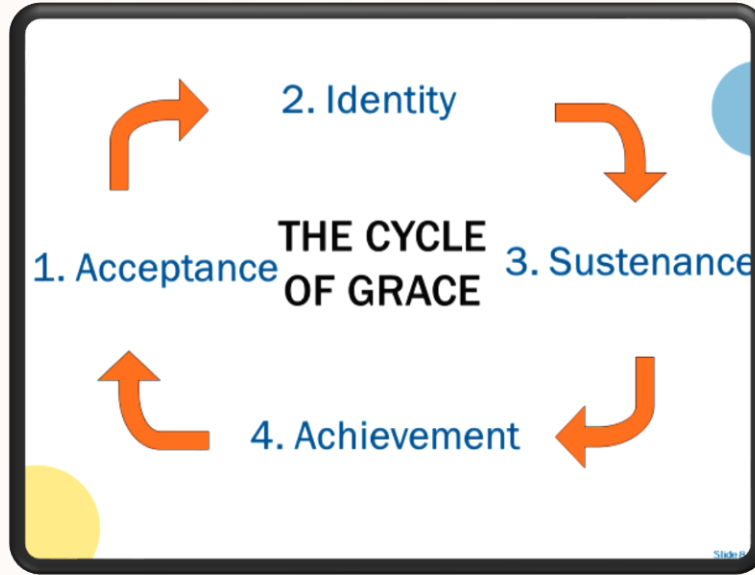 2. Identity
THE CYCLE
OF GRACE
1. Acceptance
3. Sustenance
4. Achievement
Slide 8